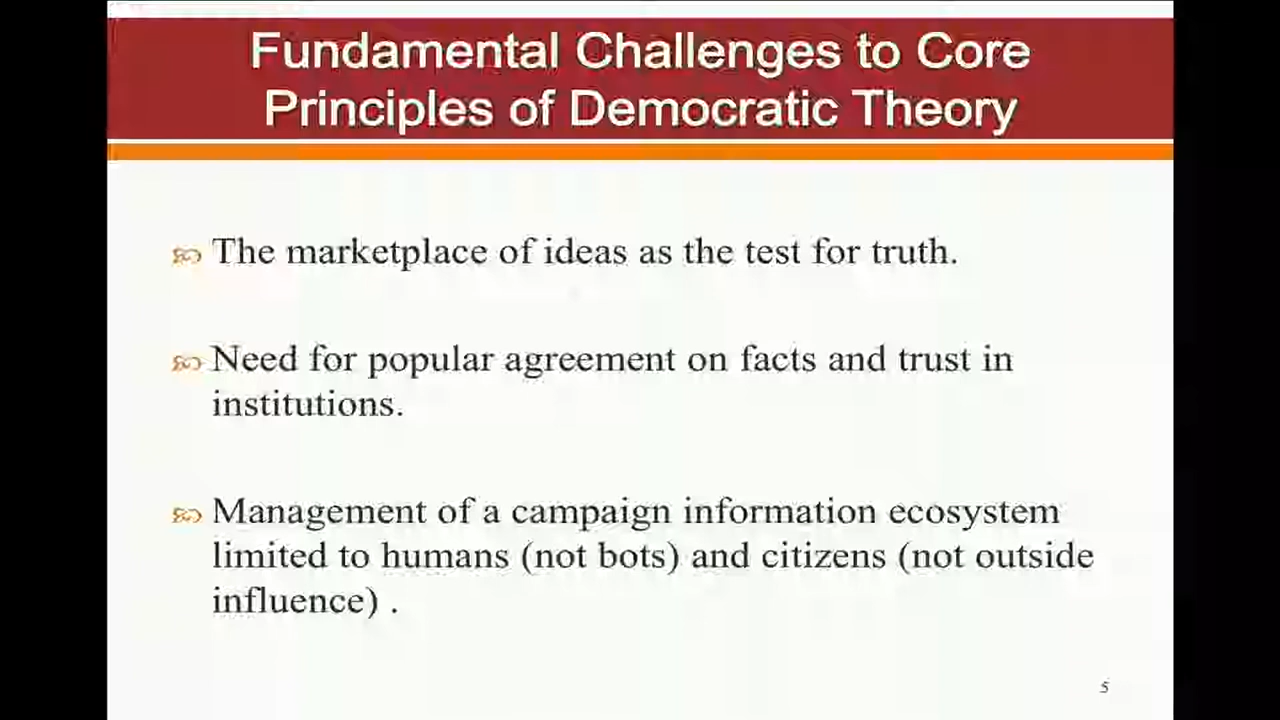 Fundamental Challenges to Core
Principles of Democratic Theory
The marketplace of ideas as the test for truth.
Need for popular agreement on facts and trust in
institutions.
Management of a campaign information ecosystem
limited to humans (not bots) and citizens (not outside
influence) .
5